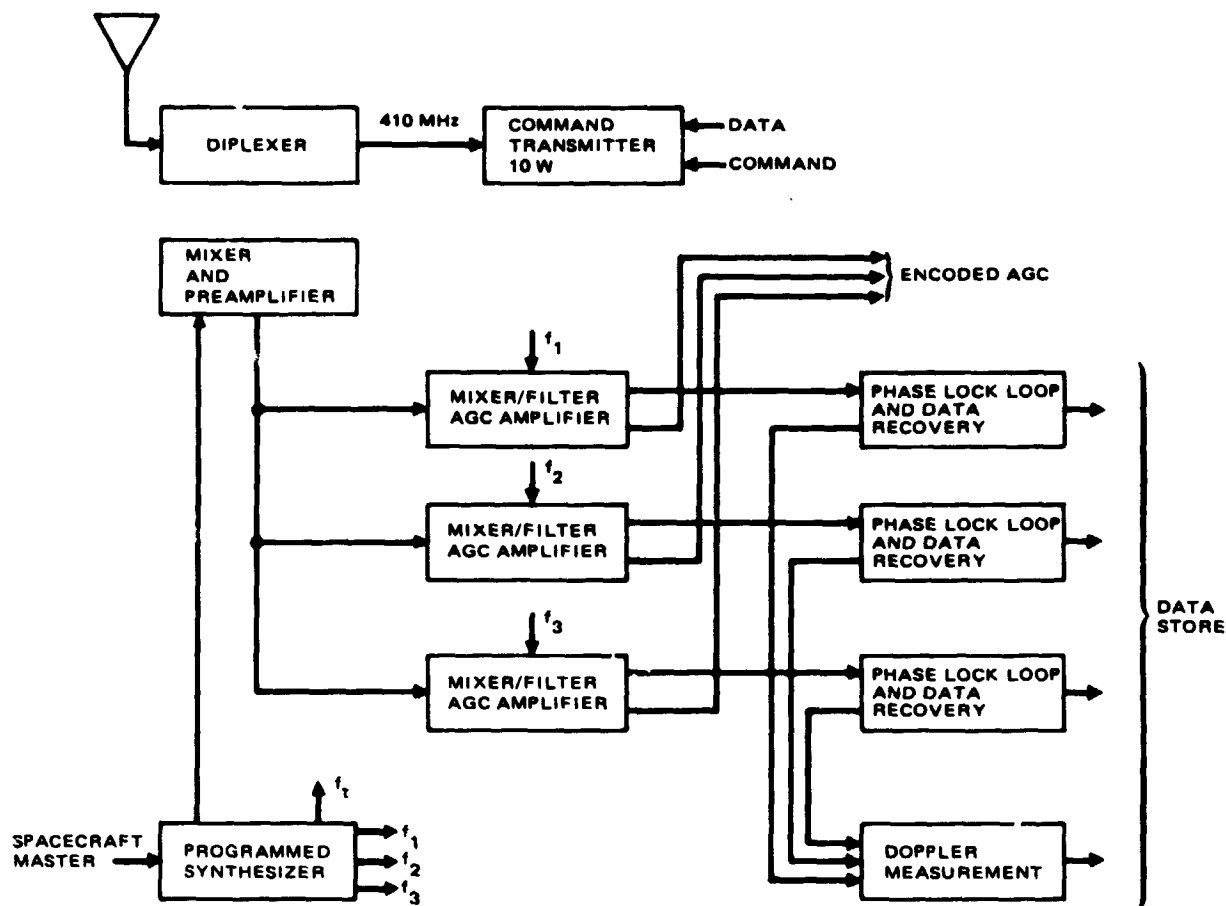 DIPLEXER
410 MHz
COMMAND
TRANSMITTER
10 W
DATA
COMMAND
MIXER
AND
PREAMPLIFIER
ENCODED AGC
f1
MIXER/FILTER
AGC AMPLIFIER
PHASE LOCK LOOP
AND DATA
RECOVERY
f2
MIXER/FILTER
AGC AMPLIFIER
PHASE LOCK LOOP
AND DATA
RECOVERY
DATA
STORE
f3
MIXER/FILTER
AGC AMPLIFIER
PHASE LOCK LOOP
AND DATA
RECOVERY
ft
SPACECRAFT
MASTER
PROGRAMMED
SYNTHESIZER
f1
f2
f3
DOPPLER
MEASUREMENT